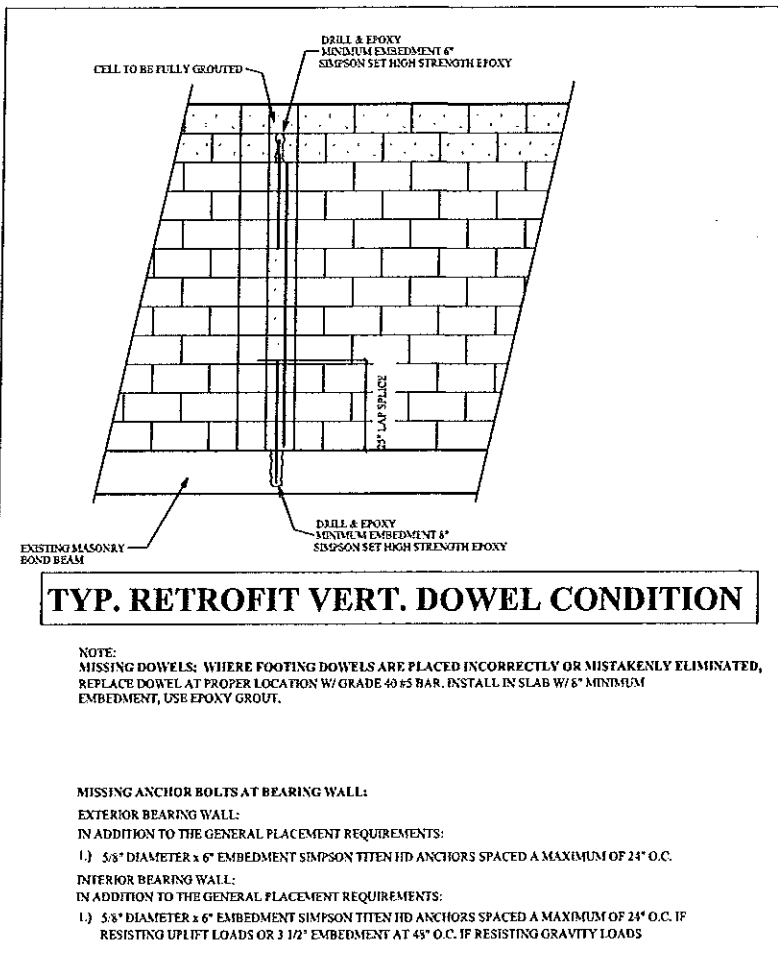 DRILL & EPOXY
MINIMUM EMBEDMENT 6"
SIMPSON SET HIGH STRENGTH EPOXY
CELL TO BE FULLY GROUTED
25" LAP SPLICE
DRILL & EPOXY
MINIMUM EMBEDMENT 8"
SIMPSON SET HIGH STRENGTH EPOXY
EXISTING MASONRY
BOND BEAM
TYP. RETROFIT VERT. DOWEL CONDITION
NOTE:
MISSING DOWELS: WHERE FOOTING DOWELS ARE PLACED INCORRECTLY OR MISTAKENLY ELIMINATED,
REPLACE DOWEL AT PROPER LOCATION W/ GRADE 40 #5 BAR. INSTALL IN SLAB W/ 8" MINIMUM
EMBEDMENT, USE EPOXY GROUT.
MISSING ANCHOR BOLTS AT BEARING WALL:
EXTERIOR BEARING WALL:
IN ADDITION TO THE GENERAL PLACEMENT REQUIREMENTS:
1.) 5/8" DIAMETER x 6" EMBEDMENT SIMPSON TITEN HD ANCHORS SPACED A MAXIMUM OF 24" O.C.
INTERIOR BEARING WALL:
IN ADDITION TO THE GENERAL PLACEMENT REQUIREMENTS:
1.) 5/8" DIAMETER x 6" EMBEDMENT SIMPSON TITEN HD ANCHORS SPACED A MAXIMUM OF 24" O.C. IF
RESISTING UPLIFT LOADS OR 3 1/2" EMBEDMENT AT 48" O.C. IF RESISTING GRAVITY LOADS